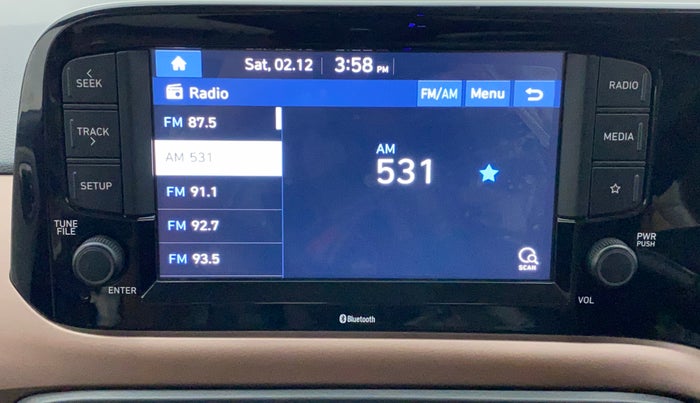 Sat, 02.12 3:58 PM
Radio FM/AM Menu
FM 87.5
AM 531
FM 91.1
FM 92.7
FM 93.5
AM
531
SCAN
SEEK
TRACK
SETUP
TUNE
FILE
ENTER
RADIO
MEDIA
PWR
PUSH
VOL
Bluetooth